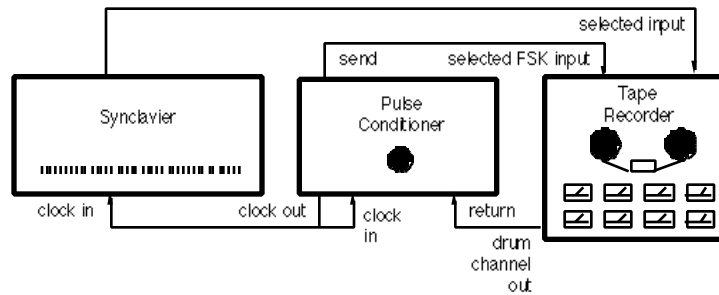 selected input
send
selected FSK input
Synclavier
Pulse
Conditioner
Tape
Recorder
clock in
clock out
clock
in
return
drum
channel
out